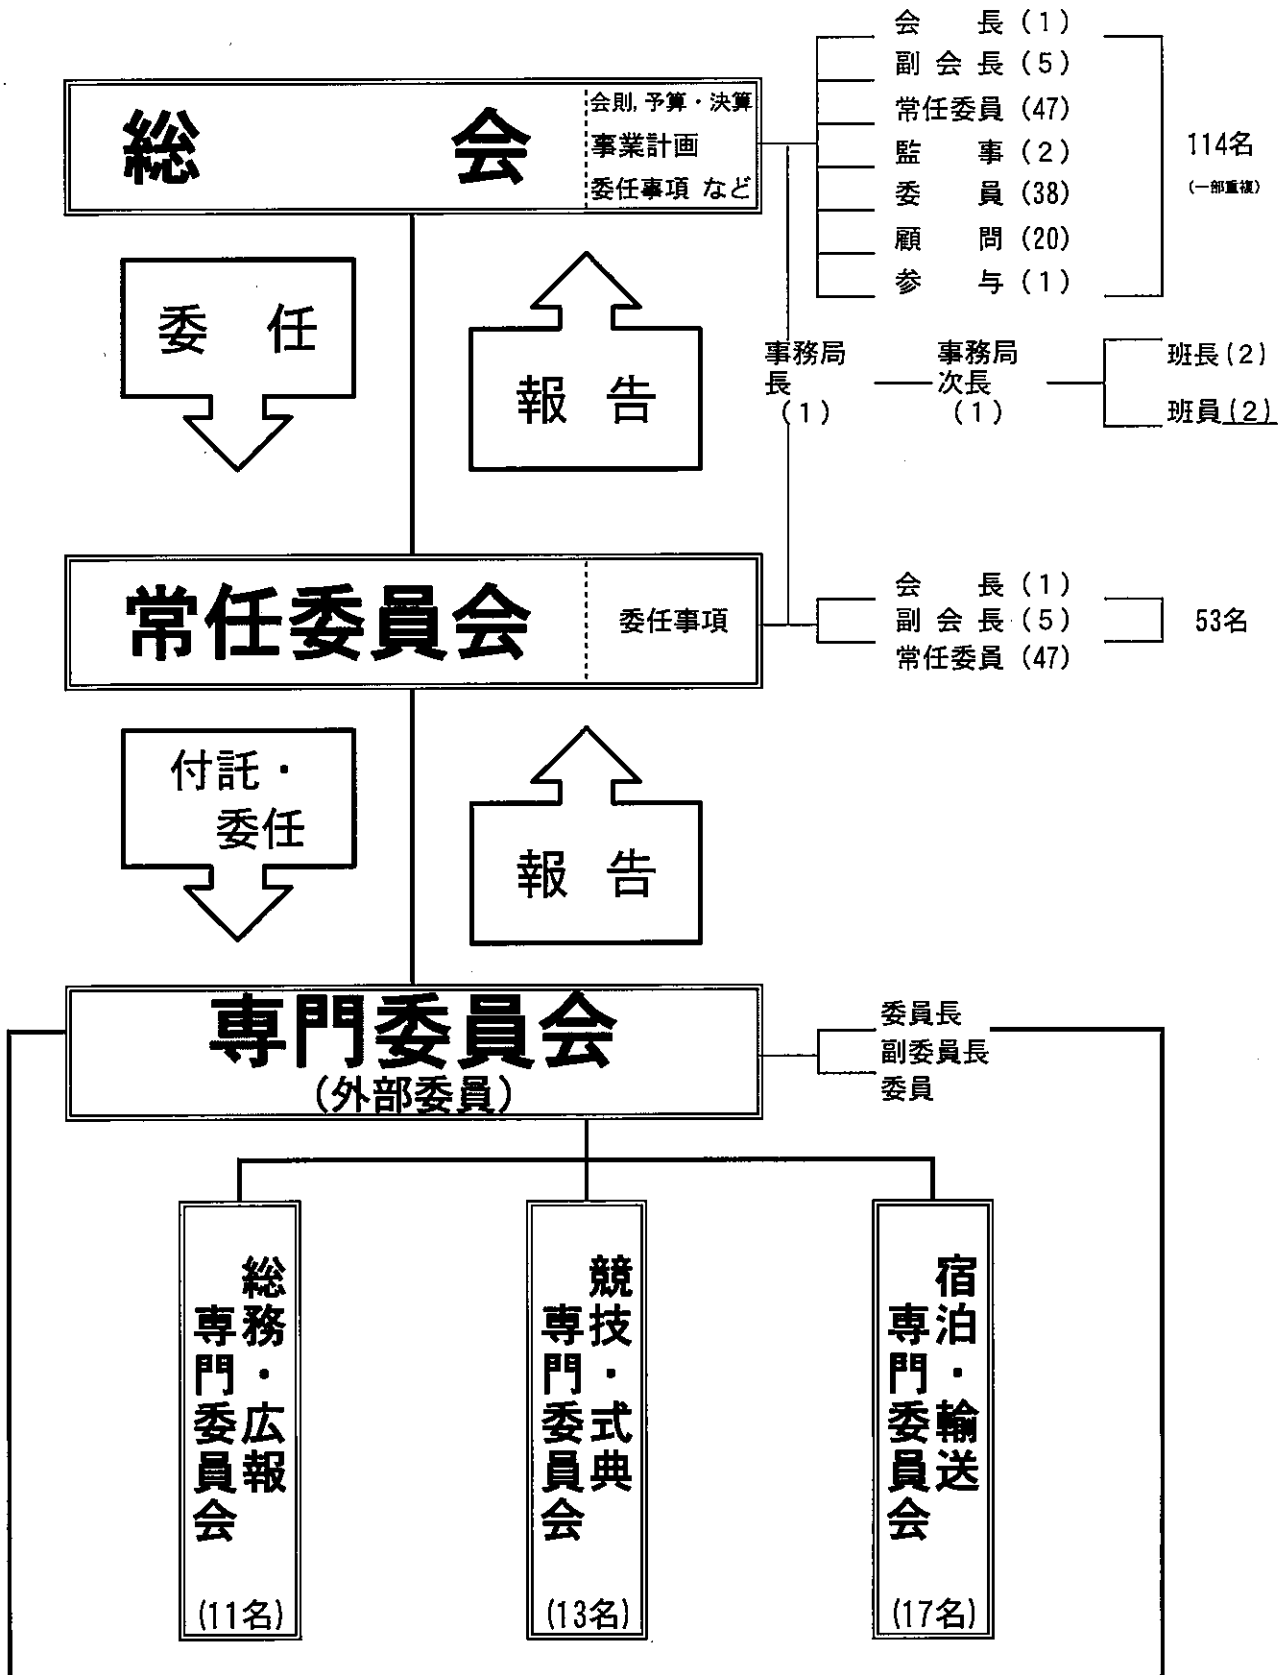 総会
会則,予算・決算
事業計画
委任事項 など
会長(1)
副会長(5)
常任委員(47)
監事(2)
委員(38)
顧問(20)
参与(1)
114名
(一部重複)
委任
報告
事務局
長
(1)
事務局
次長
(1)
班長(2)
班員(2)
常任委員会
委任事項
会長(1)
副会長(5)
常任委員(47)
53名
付託・
委任
報告
専門委員会
(外部委員)
委員長
副委員長
委員
総務・広報
専門委員会
(11名)
競技・式典
専門委員会
(13名)
宿泊・輸送
専門委員会
(17名)